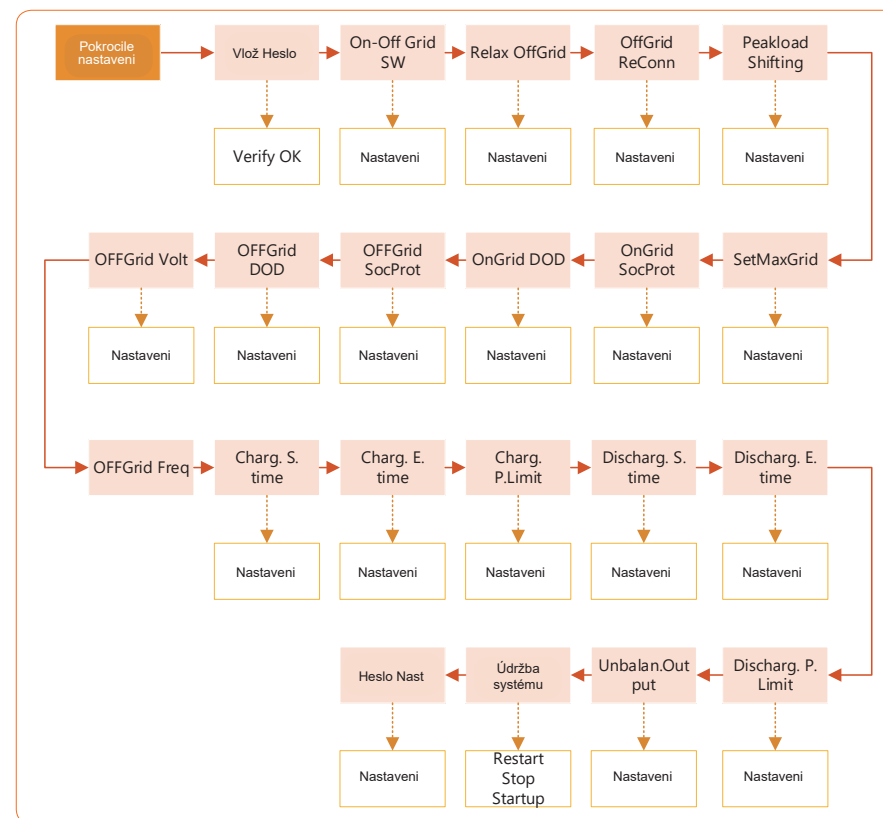 Pokrocile
nastaveni
Vlož Heslo
On-Off Grid
SW
Relax OffGrid
OffGrid
ReConn
Peakload
Shifting
Verify OK
Nastaveni
Nastaveni
Nastaveni
Nastaveni
OFFGrid Volt
OFFGrid
DOD
OFFGrid
SocProt
OnGrid DOD
OnGrid
SocProt
SetMaxGrid
Nastaveni
Nastaveni
Nastaveni
Nastaveni
Nastaveni
Nastaveni
OFFGrid Freq
Charg. S.
time
Charg. E.
time
Charg.
P.Limit
Discharg. S.
time
Discharg. E.
time
Nastaveni
Nastaveni
Nastaveni
Nastaveni
Nastaveni
Heslo Nast
Údržba
systému
Unbalan.Out
put
Discharg. P.
Limit
Nastaveni
Restart
Stop
Startup
Nastaveni
Nastaveni